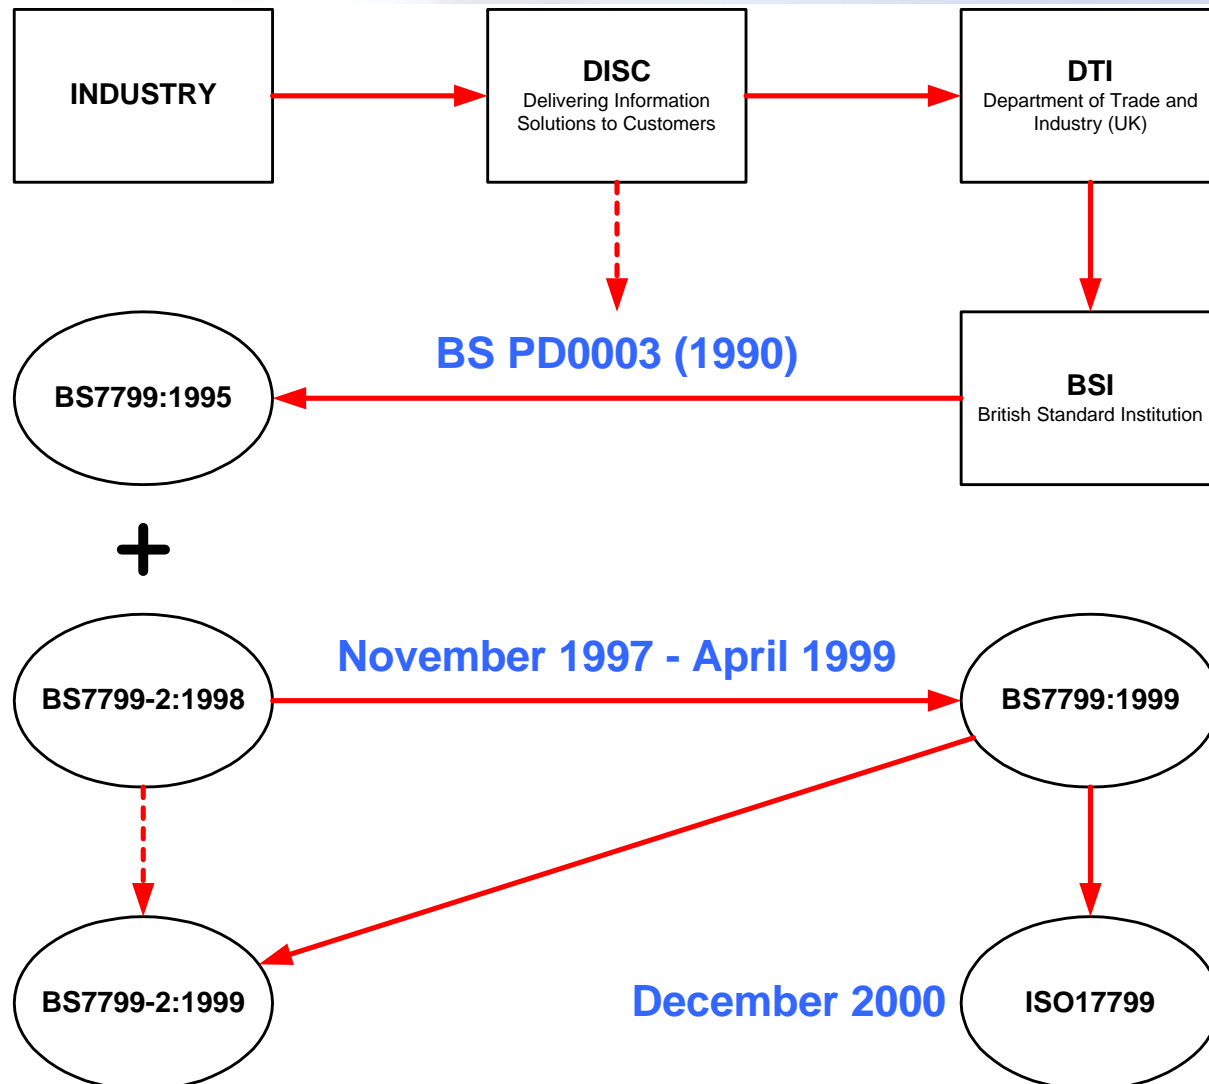 INDUSTRY
DISC
Delivering Information
Solutions to Customers
DTI
Department of Trade and
Industry (UK)
BS PD0003 (1990)
BS7799:1995
BSI
British Standard Institution
+
November 1997 - April 1999
BS7799-2:1998
BS7799:1999
BS7799-2:1999
December 2000
ISO17799